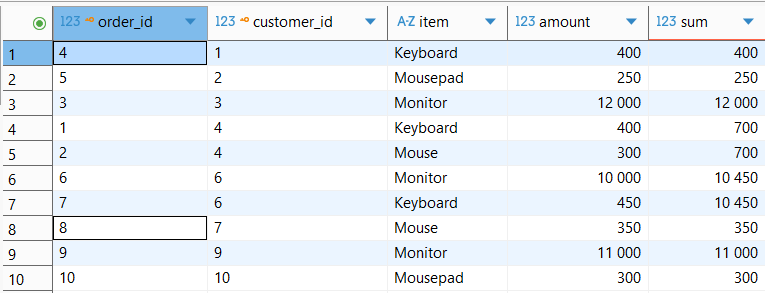 123 order_id 123 customer_id A-Z item 123 amount 123 sum
1 4 1 Keyboard 400 400
2 5 2 Mousepad 250 250
3 3 3 Monitor 12 000 12 000
4 1 4 Keyboard 400 700
5 2 4 Mouse 300 700
6 6 6 Monitor 10 000 10 450
7 7 6 Keyboard 450 10 450
8 8 7 Mouse 350 350
9 9 9 Monitor 11 000 11 000
10 10 10 Mousepad 300 300